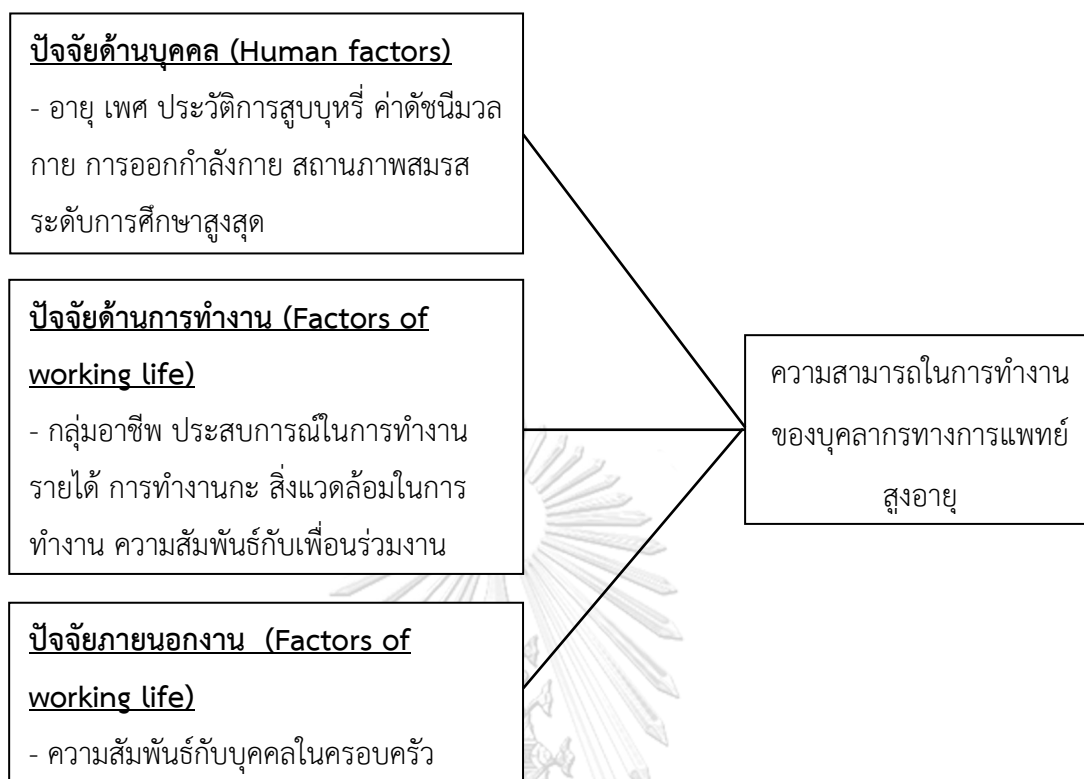 ปัจจัยด้านบุคคล (Human factors)
- อายุ เพศ ประวัติการสูบบุหรี่ ค่าดัชนีมวล
กาย การออกกำลังกาย สถานภาพสมรส
ระดับการศึกษาสูงสุด
ปัจจัยด้านการทำงาน (Factors of
working life)
- กลุ่มอาชีพ ประสบการณ์ในการทำงาน
รายได้ การทำงานกะ สิ่งแวดล้อมในการ
ทำงาน ความสัมพันธ์กับเพื่อนร่วมงาน
ปัจจัยภายนอกงาน (Factors of
working life)
- ความสัมพันธ์กับบุคคลในครอบครัว
ความสามารถในการทำงาน
ของบุคลากรทางการแพทย์
สูงอายุ